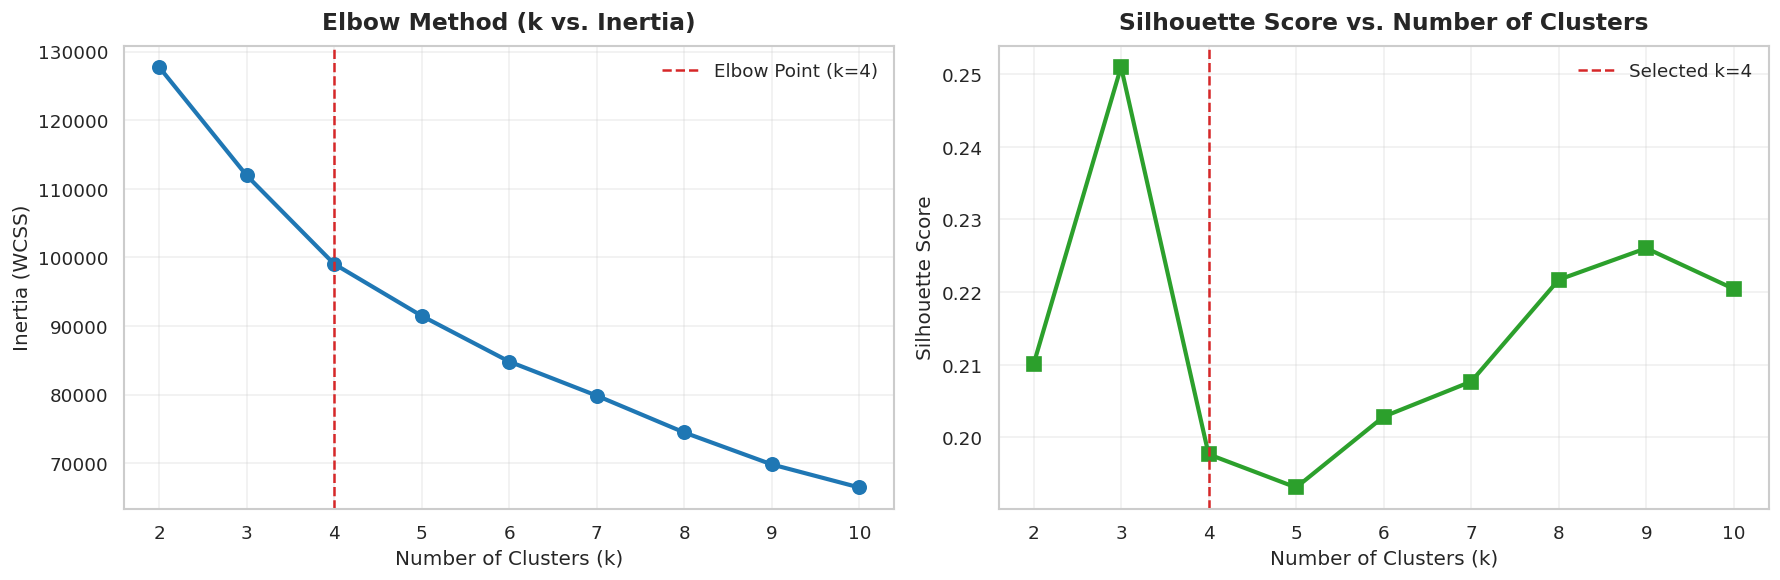 Elbow Method (k vs. Inertia)
130000
120000
110000
100000
90000
80000
70000
Inertia (WCSS)
Elbow Point (k=4)
2 3 4 5 6 7 8 9 10
Number of Clusters (k)
Silhouette Score vs. Number of Clusters
0.25
0.24
0.23
0.22
0.21
0.20
Silhouette Score
Selected k=4
2 3 4 5 6 7 8 9 10
Number of Clusters (k)